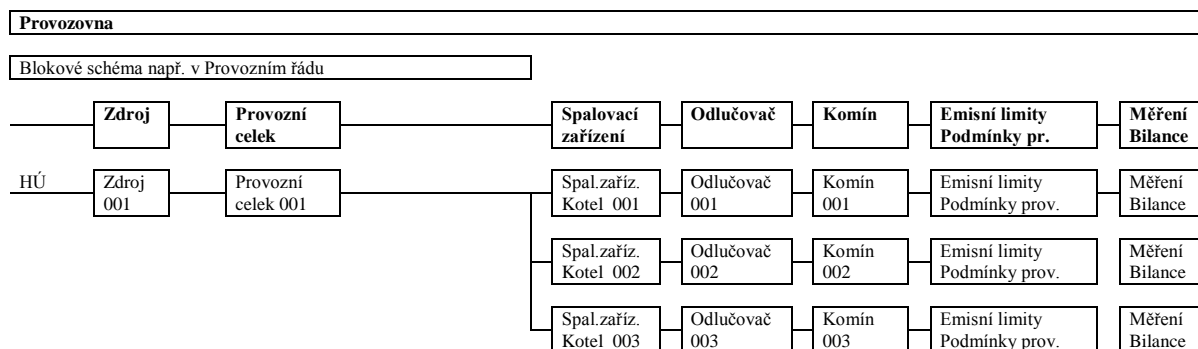 Provozovna
Blokové schéma např. v Provozním řádu
Zdroj
Provozní
celek
Spalovací
zařízení
Odlučovač
Komín
Emisní limity
Podmínky pr.
Měření
Bilance
HÚ
Zdroj
001
Provozní
celek 001
Spal.zaříz.
Kotel 001
Odlučovač
001
Komín
001
Emisní limity
Podmínky prov.
Měření
Bilance
Spal.zaříz.
Kotel 002
Odlučovač
002
Komín
002
Emisní limity
Podmínky prov.
Měření
Bilance
Spal.zaříz.
Kotel 003
Odlučovač
003
Komín
003
Emisní limity
Podmínky prov.
Měření
Bilance